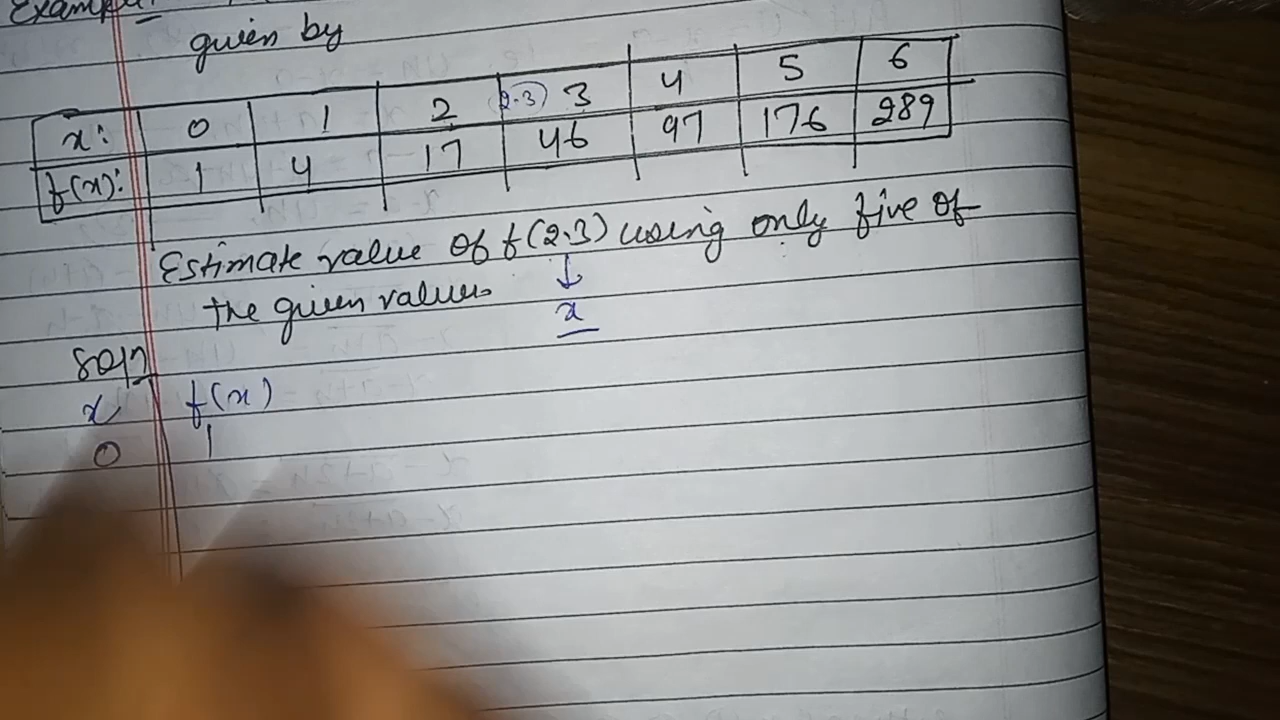 Example:
given by
x: 0 1 2 (2.3) 3 4 5 6
f(x): 1 4 17 46 97 176 289
Estimate value of f(2.3) using only five of
the given values.
x
Soln
x f(x)
0 1